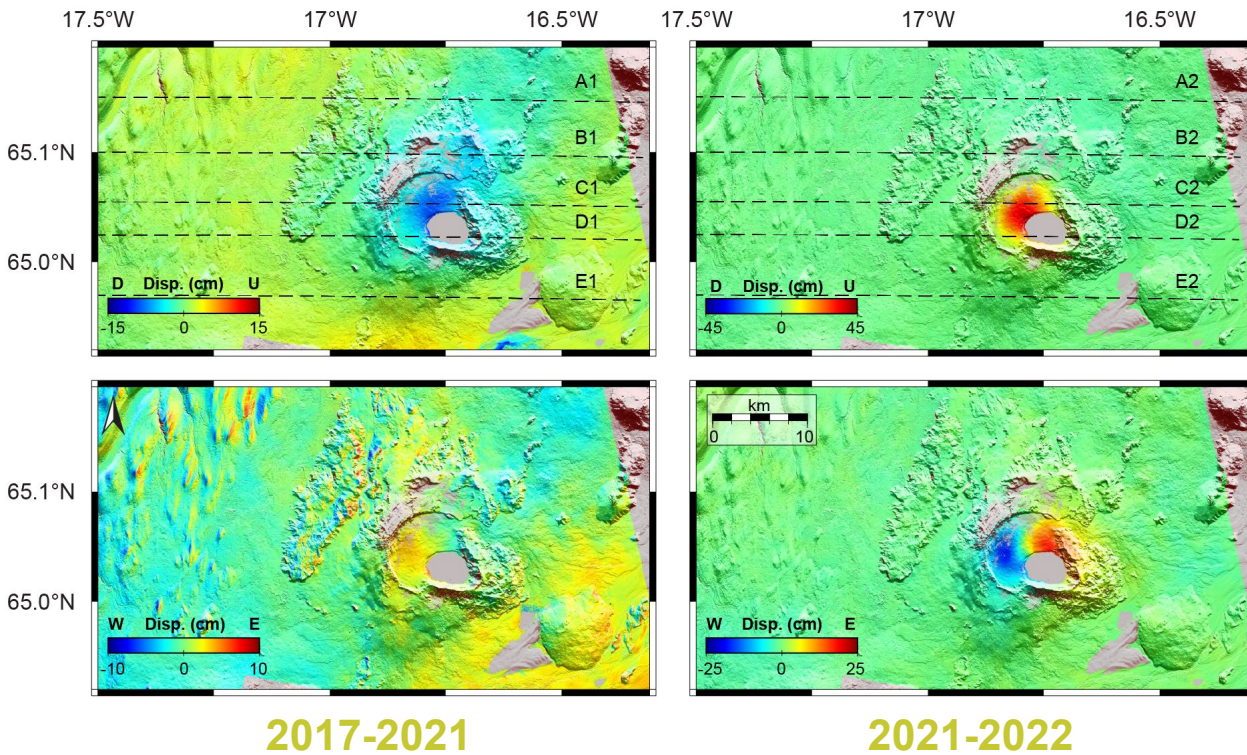 17.5°W 17°W 16.5°W 17.5°W 17°W 16.5°W
A1 A2
65.1°N B1 B2
C1 C2
D1 D2
65.0°N
D Disp. (cm) U E1 D Disp. (cm) U E2
-15 0 15 -45 0 45
km
0 10
65.1°N
65.0°N
W Disp. (cm) E W Disp. (cm) E
-10 0 10 -25 0 25
2017-2021 2021-2022